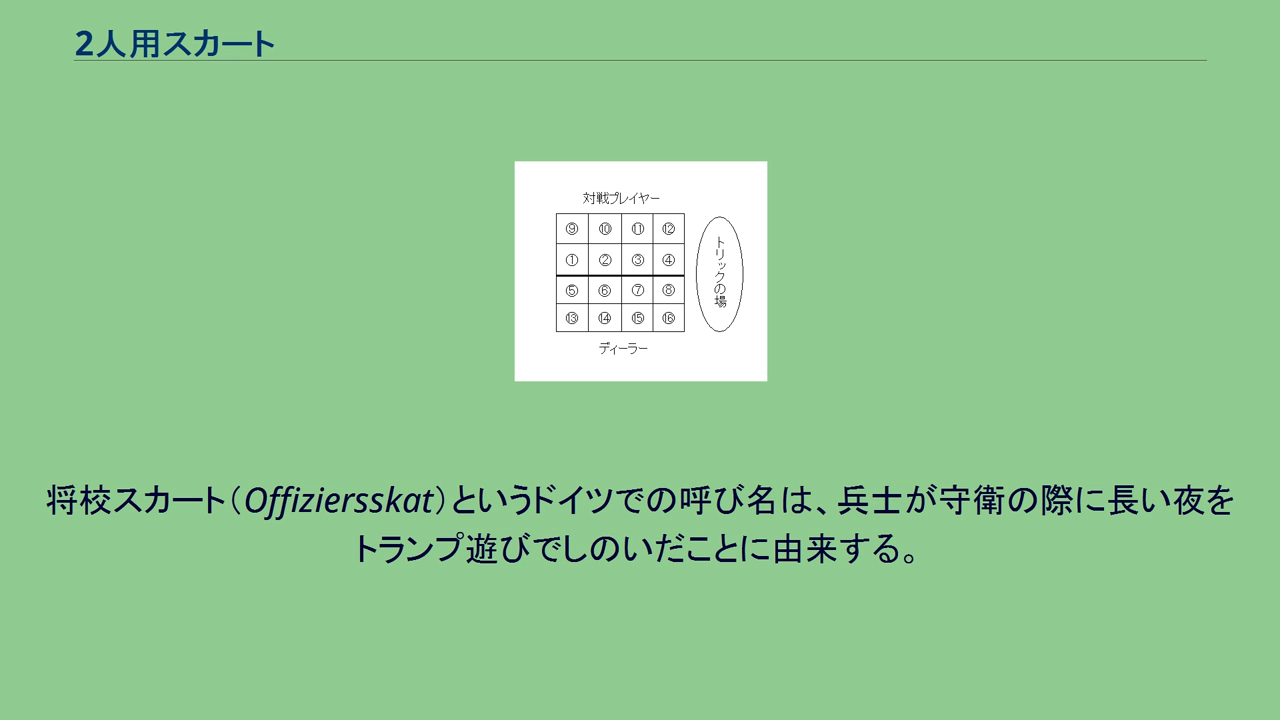 2人用スカート
対戦プレイヤー
⑨ ⑩ ⑪ ⑫
① ② ③ ④
⑤ ⑥ ⑦ ⑧
⑬ ⑭ ⑮ ⑯
トリックの場
ディーラー
将校スカート（Offiziersskat）というドイツでの呼び名は、兵士が守衛の際に長い夜を
トランプ遊びでしのいだことに由来する。